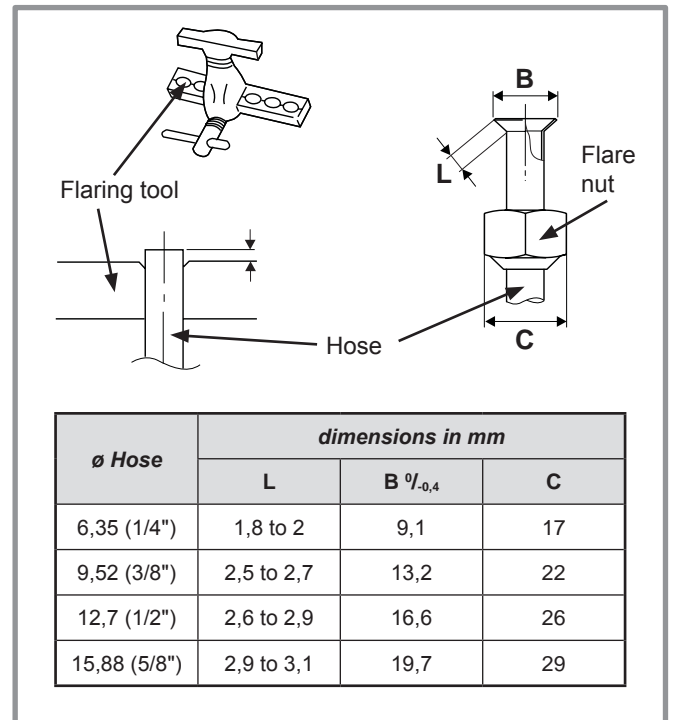 B
L
Flare
nut
Flaring tool
Hose
C
ø Hose
dimensions in mm
L
B ⁰/₋₀,₄
C
6,35 (1/4") 1,8 to 2 9,1 17
9,52 (3/8") 2,5 to 2,7 13,2 22
12,7 (1/2") 2,6 to 2,9 16,6 26
15,88 (5/8") 2,9 to 3,1 19,7 29